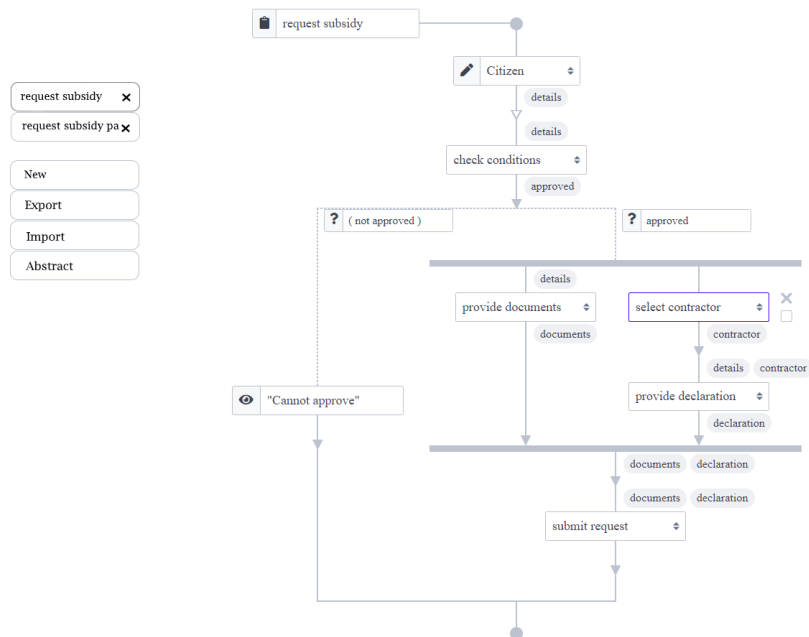 request subsidy
Citizen
details
details
check conditions
approved
? ( not approved )
? approved
request subsidy
request subsidy pa
New
Export
Import
Abstract
details
provide documents
documents
select contractor
contractor
details contractor
provide declaration
declaration
"Cannot approve"
documents declaration
documents declaration
submit request